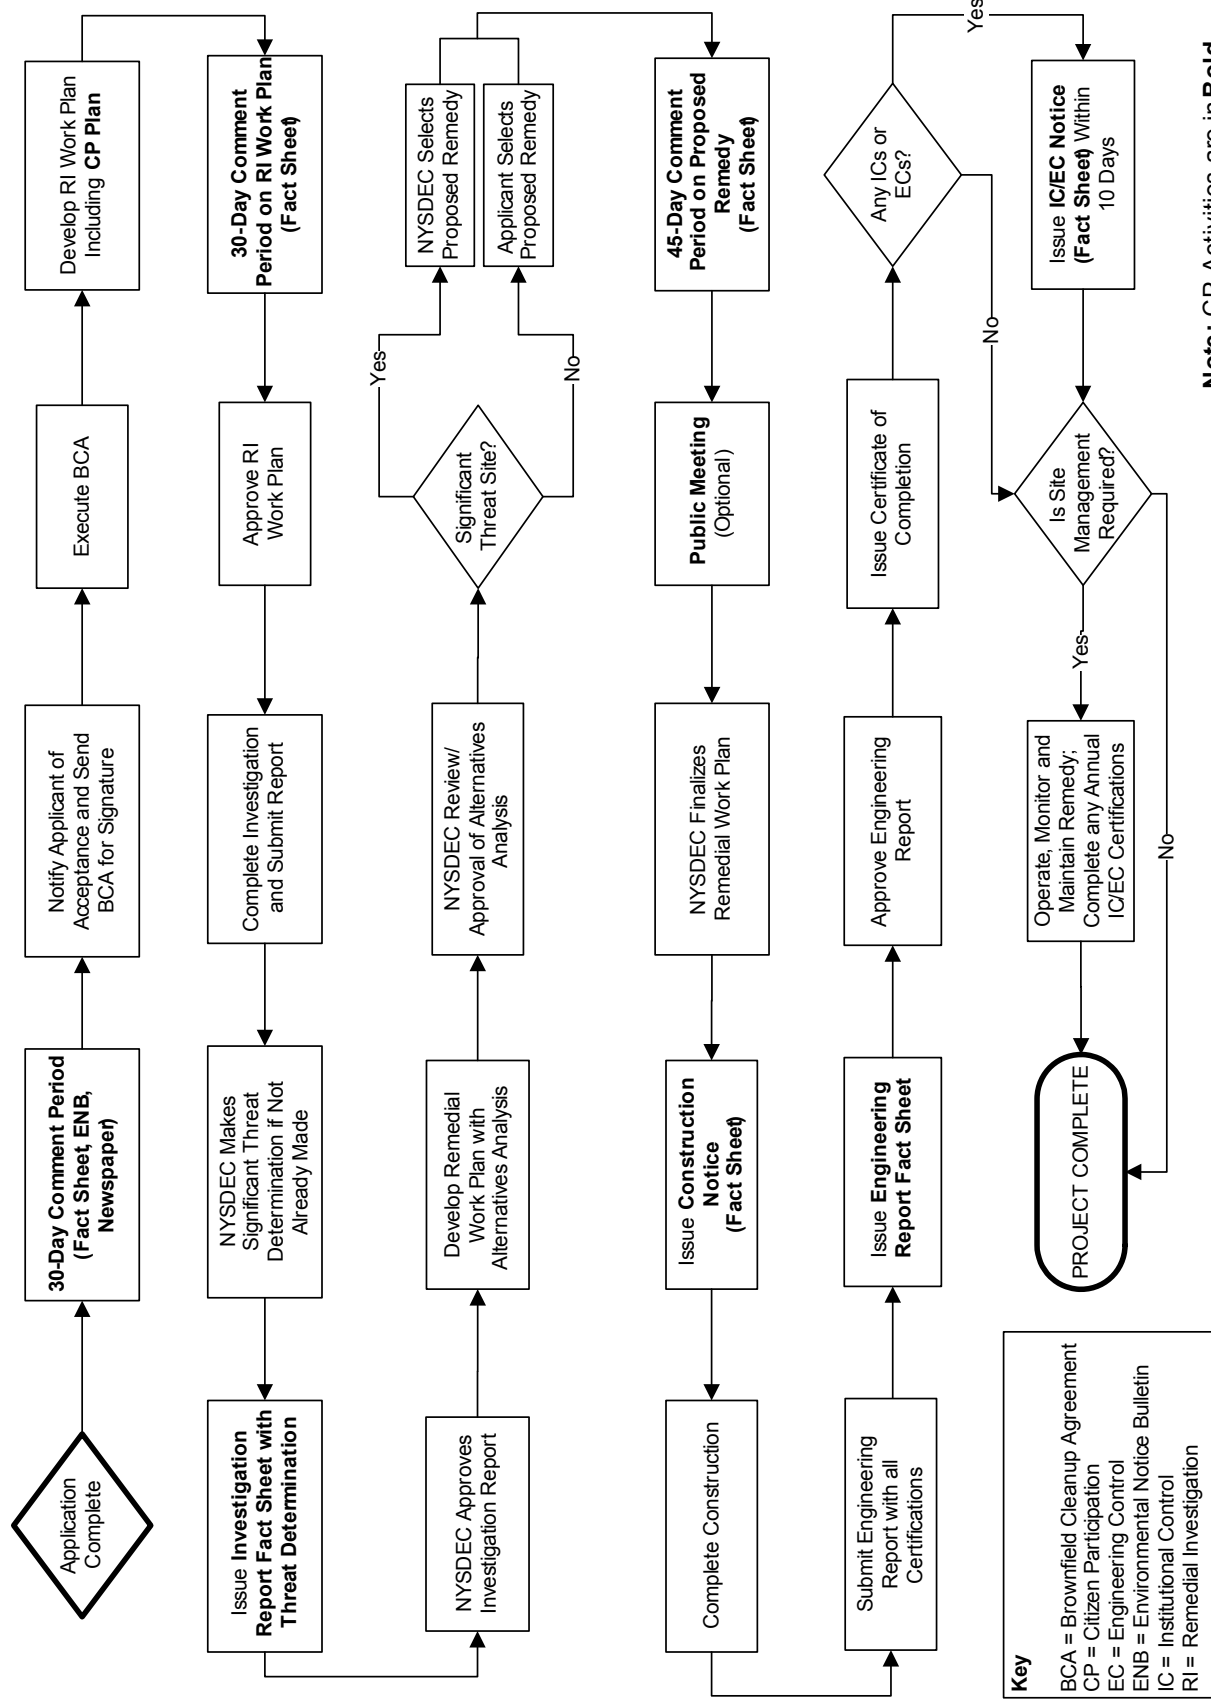 Application
Complete
30-Day Comment Period
(Fact Sheet, ENB,
Newspaper)
Notify Applicant of
Acceptance and Send
BCA for Signature
Execute BCA
Develop RI Work Plan
Including CP Plan
30-Day Comment
Period on RI Work Plan
(Fact Sheet)
Approve RI
Work Plan
Complete Investigation
and Submit Report
NYSDEC Makes
Significant Threat
Determination if Not
Already Made
Issue Investigation
Report Fact Sheet with
Threat Determination
NYSDEC Approves
Investigation Report
Develop Remedial
Work Plan with
Alternatives Analysis
NYSDEC Review/
Approval of Alternatives
Analysis
Significant
Threat Site?
Yes
No
NYSDEC Selects
Proposed Remedy
Applicant Selects
Proposed Remedy
45-Day Comment
Period on Proposed
Remedy
(Fact Sheet)
Public Meeting
(Optional)
NYSDEC Finalizes
Remedial Work Plan
Issue Construction
Notice
(Fact Sheet)
Complete Construction
Submit Engineering
Report with all
Certifications
Issue Engineering
Report Fact Sheet
Approve Engineering
Report
Issue Certificate of
Completion
Any ICs or
ECs?
Yes
No
Issue IC/EC Notice
(Fact Sheet) Within
10 Days
Is Site
Management
Required?
Yes
No
Operate, Monitor and
Maintain Remedy;
Complete any Annual
IC/EC Certifications
PROJECT COMPLETE
Key
BCA = Brownfield Cleanup Agreement
CP = Citizen Participation
EC = Engineering Control
ENB = Environmental Notice Bulletin
IC = Institutional Control
RI = Remedial Investigation
Note: CP Activities are in Bold